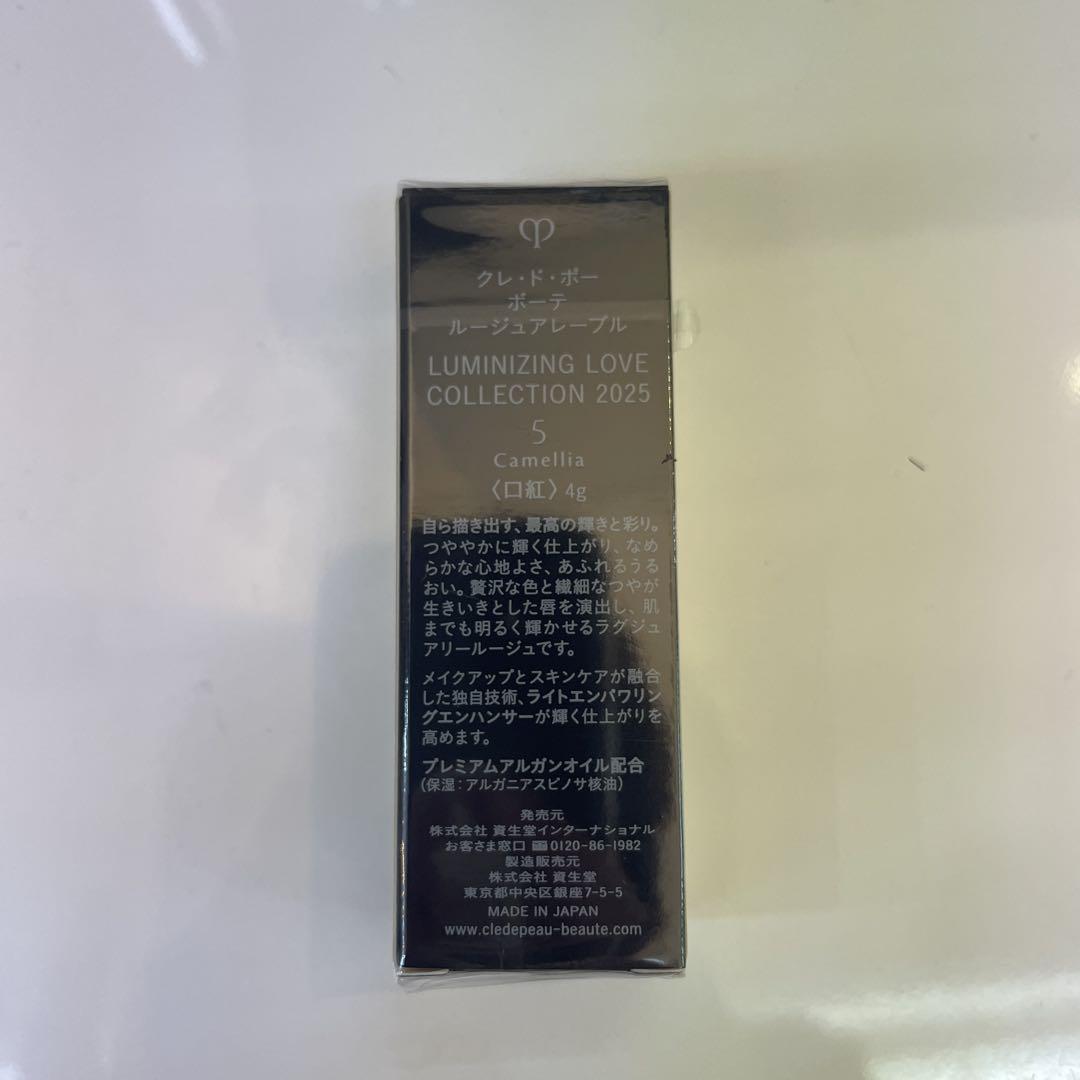 クレ・ド・ポー
ボーテ
ルージュアレーブル
LUMINIZING LOVE
COLLECTION 2025
5
Camellia
〈口紅〉4g
自ら描き出す、最高の輝きと彩り。
つややかに輝く仕上がり、なめ
らかな心地よさ、あふれるうる
おい。贅沢な色と繊細なつやが
生きいきとした唇を演出し、肌
までも明るく輝かせるラグジュ
アリールージュです。
メイクアップとスキンケアが融合
した独自技術、ライトエンパワリン
グエンハンサーが輝く仕上がりを
高めます。
プレミアムアルガンオイル配合
(保湿：アルガニアスピノサ核油)
発売元
株式会社 資生堂インターナショナル
お客さま窓口 0120-86-1982
製造販売元
株式会社 資生堂
東京都中央区銀座7-5-5
MADE IN JAPAN
www.cledepeau-beaute.com